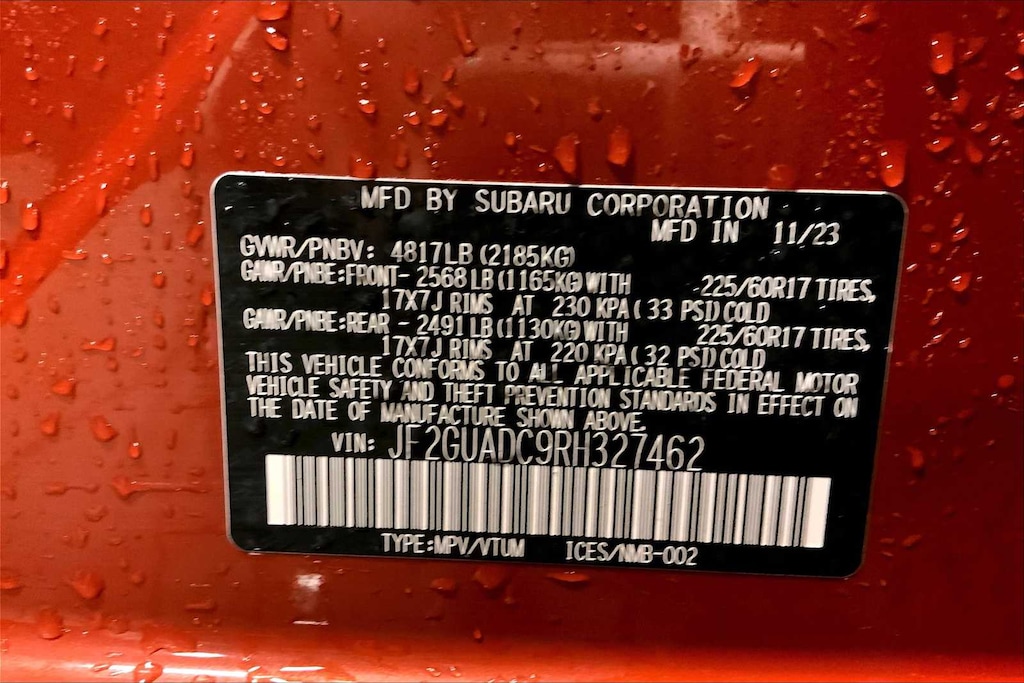 MFD BY SUBARU CORPORATION
MFD IN 11/23
GVWR/PNBV: 4817LB (2185KG)
GAWR/PNBE:FRONT- 2568 LB (1165KG) WITH 225/60R17 TIRES,
17X7J RIMS AT 230 KPA ( 33 PSI) COLD
GAWR/PNBE:REAR - 2491 LB (1130KG) WITH 225/60R17 TIRES,
17X7J RIMS AT 220 KPA ( 32 PSI) COLD
THIS VEHICLE CONFORMS TO ALL APPLICABLE FEDERAL MOTOR
VEHICLE SAFETY AND THEFT PREVENTION STANDARDS IN EFFECT ON
THE DATE OF MANUFACTURE SHOWN ABOVE.
VIN: JF2GUADC9RH327462
TYPE:MPV/VTUM ICES/NMB-002